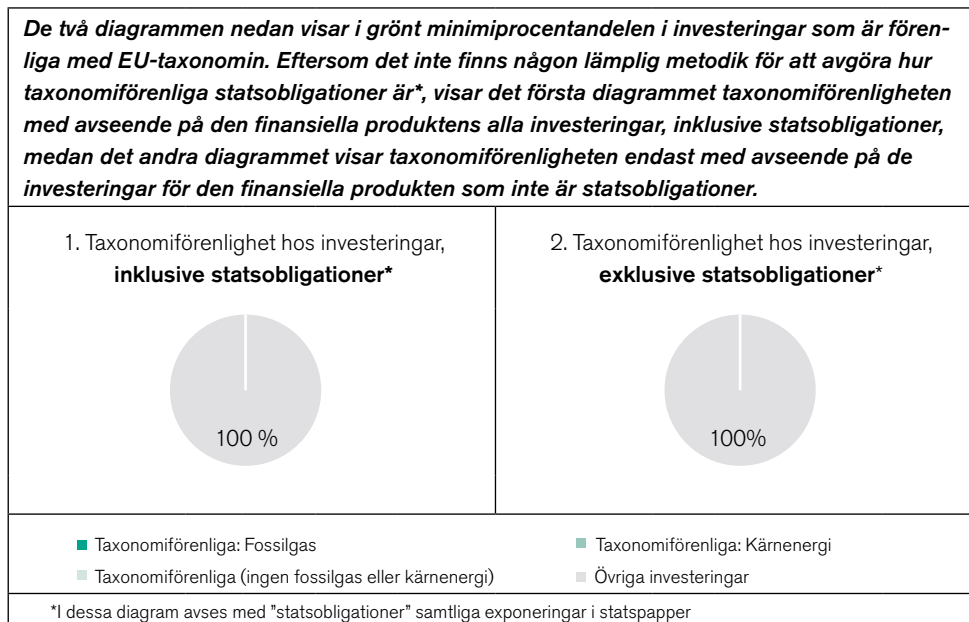 De två diagrammen nedan visar i grönt minimiprocentandelen i investeringar som är fören-
liga med EU-taxonomin. Eftersom det inte finns någon lämplig metodik för att avgöra hur
taxonomiförenliga statsobligationer är*, visar det första diagrammet taxonomiförenligheten
med avseende på den finansiella produktens alla investeringar, inklusive statsobligationer,
medan det andra diagrammet visar taxonomiförenligheten endast med avseende på de
investeringar för den finansiella produkten som inte är statsobligationer.
1. Taxonomiförenlighet hos investeringar,
inklusive statsobligationer*
100 %
2. Taxonomiförenlighet hos investeringar,
exklusive statsobligationer*
100%
Taxonomiförenliga: Fossilgas
Taxonomiförenliga: Kärnenergi
Taxonomiförenliga (ingen fossilgas eller kärnenergi)
Övriga investeringar
*I dessa diagram avses med ”statsobligationer” samtliga exponeringar i statspapper